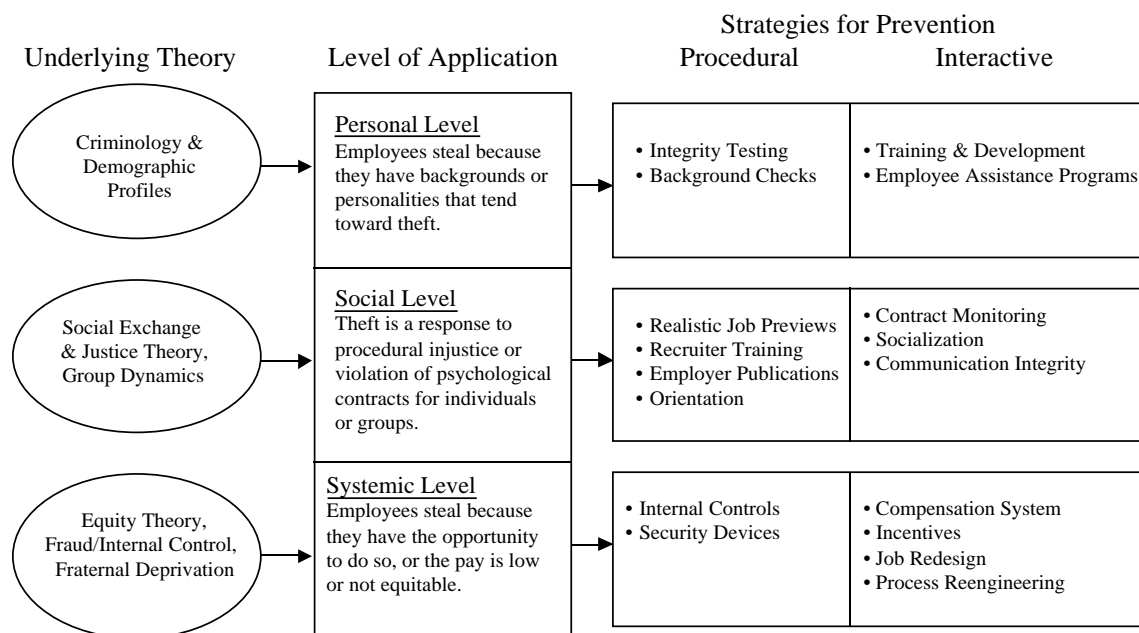 Strategies for Prevention
Underlying Theory
Level of Application
Procedural
Interactive
Criminology &
Demographic
Profiles
Personal Level
Employees steal because
they have backgrounds or
personalities that tend
toward theft.
• Integrity Testing
• Background Checks
• Training & Development
• Employee Assistance Programs
Social Exchange
& Justice Theory,
Group Dynamics
Social Level
Theft is a response to
procedural injustice or
violation of psychological
contracts for individuals
or groups.
• Realistic Job Previews
• Recruiter Training
• Employer Publications
• Orientation
• Contract Monitoring
• Socialization
• Communication Integrity
Equity Theory,
Fraud/Internal Control,
Fraternal Deprivation
Systemic Level
Employees steal because
they have the opportunity
to do so, or the pay is low
or not equitable.
• Internal Controls
• Security Devices
• Compensation System
• Incentives
• Job Redesign
• Process Reengineering